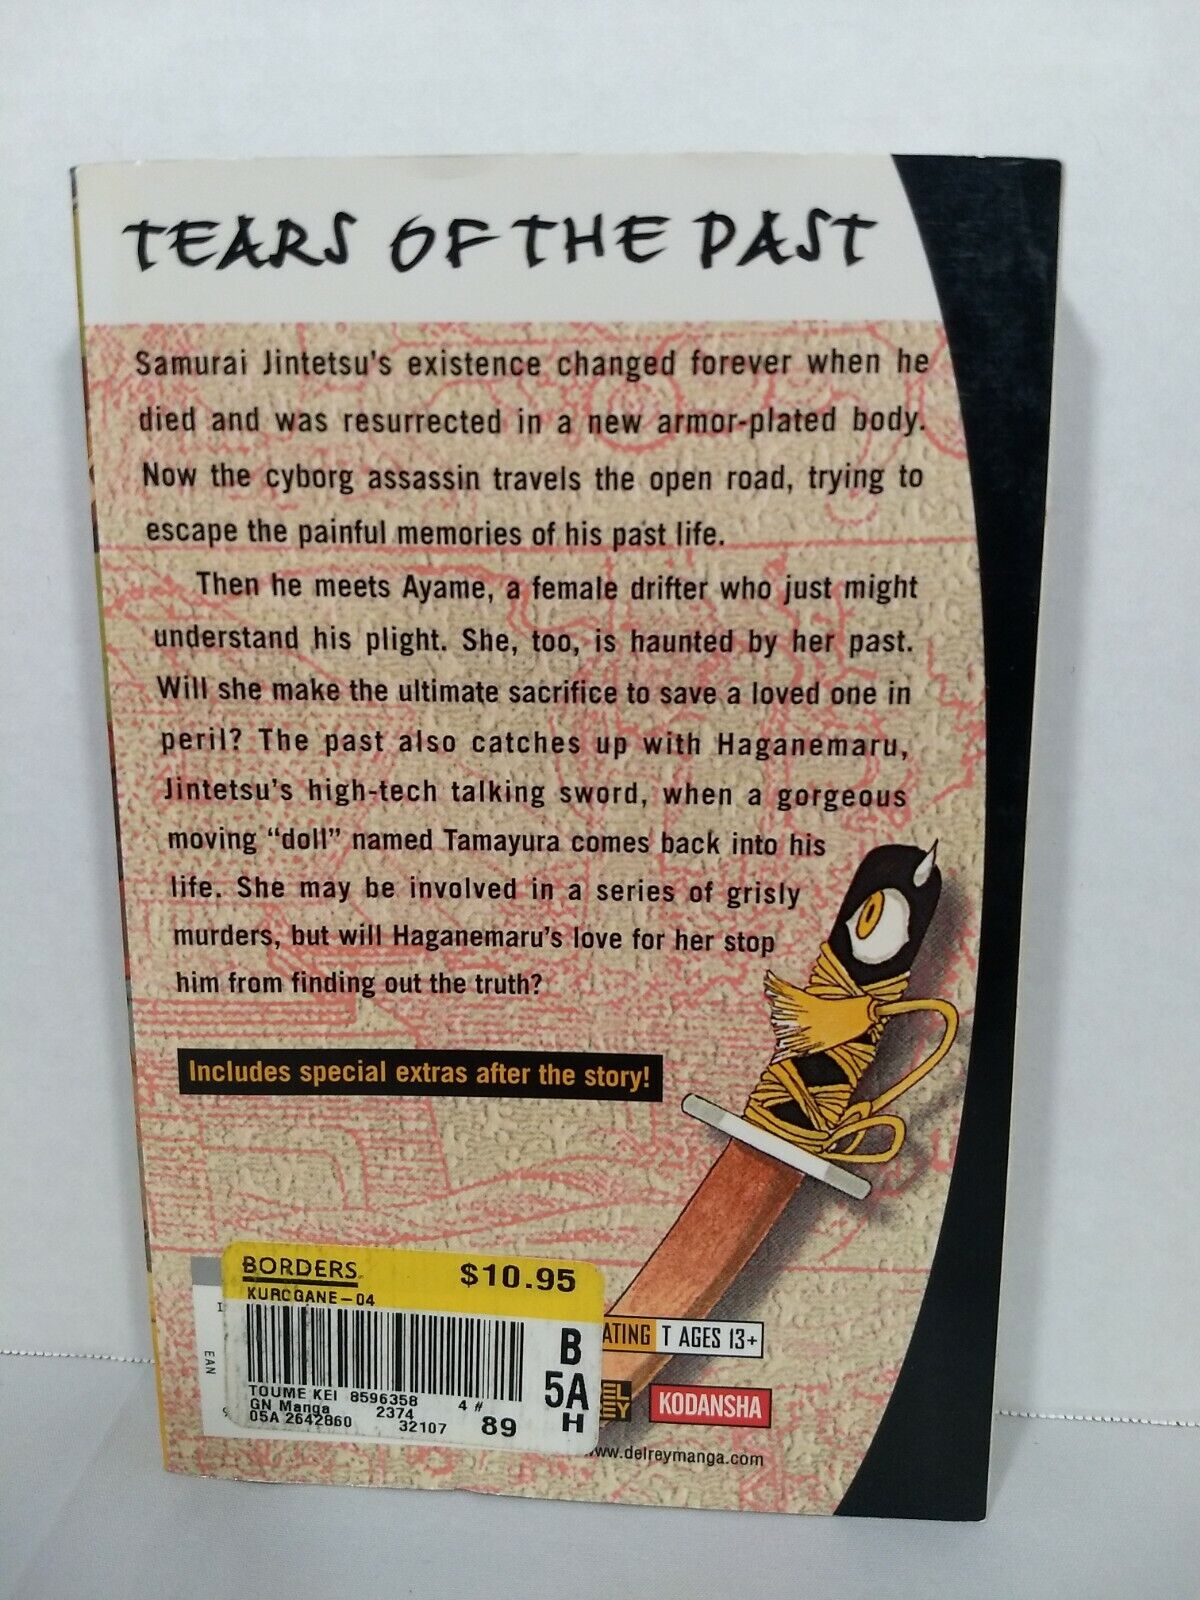 TEARS OF THE PAST
Samurai Jintetsu's existence changed forever when he
died and was resurrected in a new armor-plated body.
Now the cyborg assassin travels the open road, trying to
escape the painful memories of his past life.
Then he meets Ayame, a female drifter who just might
understand his plight. She, too, is haunted by her past.
Will she make the ultimate sacrifice to save a loved one in
peril? The past also catches up with Haganemaru,
Jintetsu's high-tech talking sword, when a gorgeous
moving “doll” named Tamayura comes back into his
life. She may be involved in a series of grisly
murders, but will Haganemaru's love for her stop
him from finding out the truth?
Includes special extras after the story!
BORDERS $10.95
KUROGANE-04
B
5A
H
TOUME KEI 8596358 4#
GN Manga 2374
05A 2642860 32107 89
EAN
ATING T AGES 13+
EL
EY
KODANSHA
www.delreymanga.com